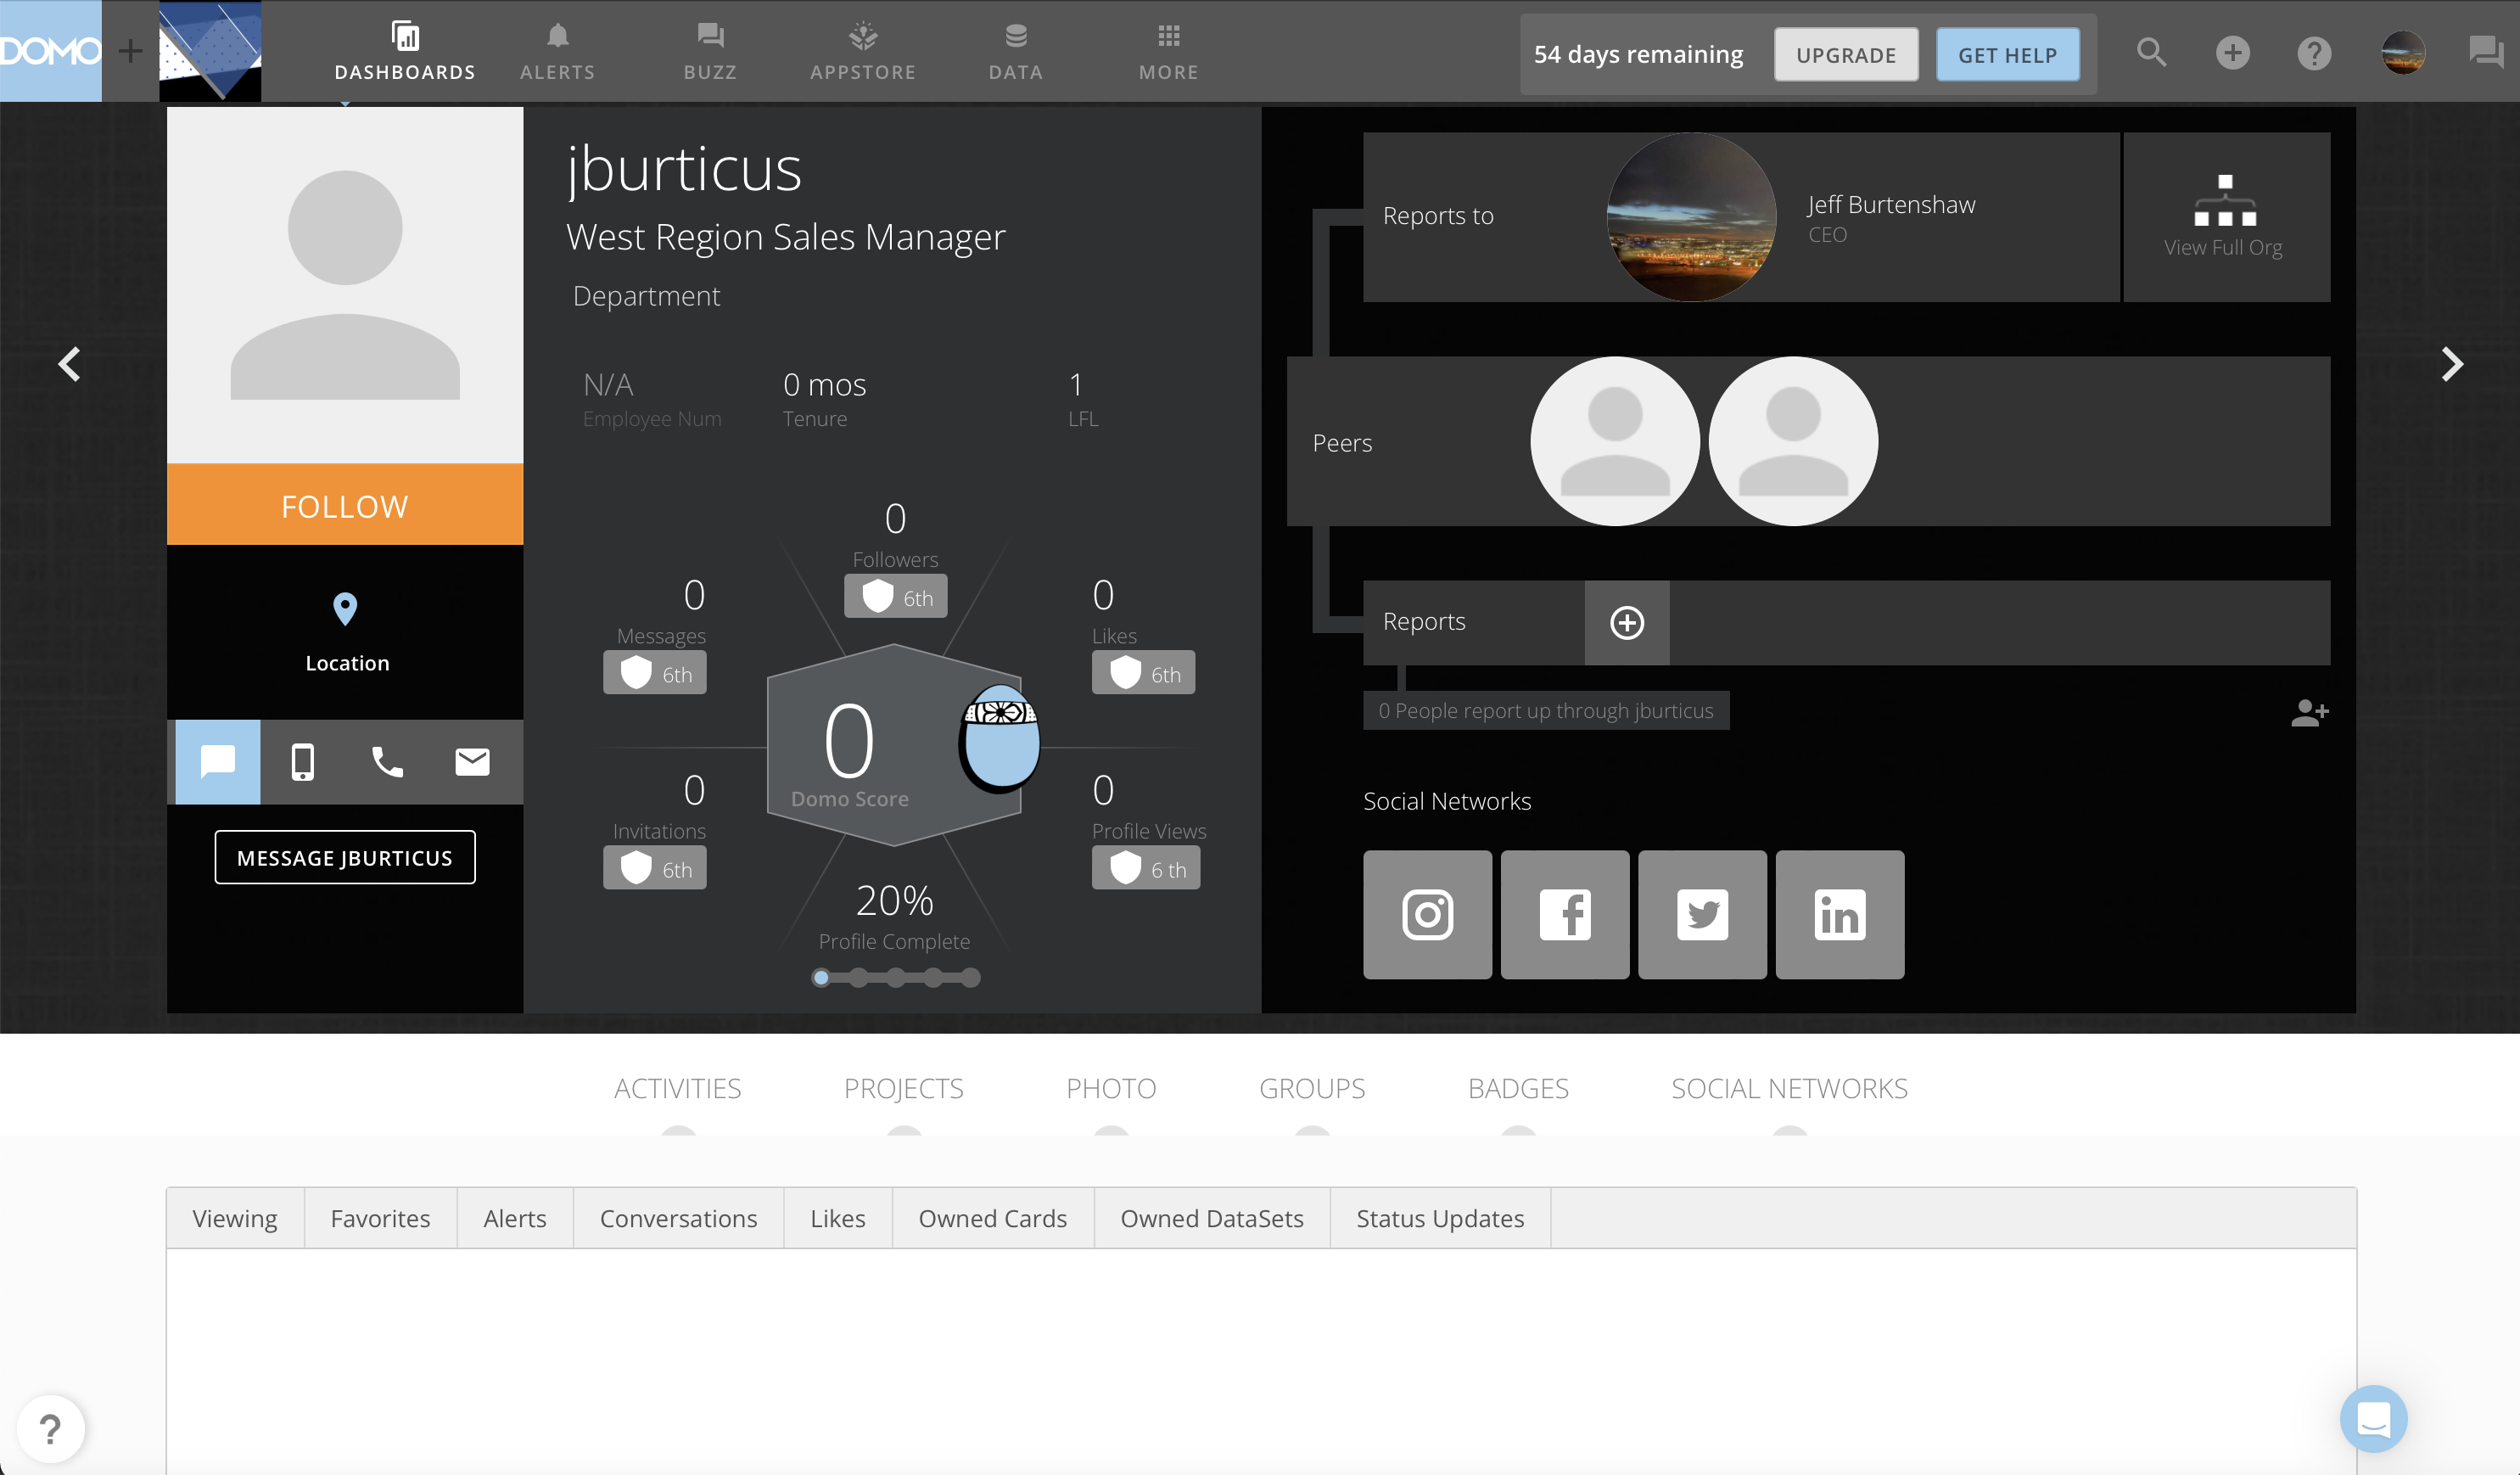 DOMO
DASHBOARDS
ALERTS
BUZZ
APPSTORE
DATA
MORE
54 days remaining
UPGRADE
GET HELP
jburticus
West Region Sales Manager
Department
N/A
Employee Num
0 mos
Tenure
1
LFL
FOLLOW
Location
MESSAGE JBURTICUS
0
Followers
6th
0
Messages
6th
0
Likes
6th
0
Domo Score
0
Invitations
6th
0
Profile Views
6 th
20%
Profile Complete
Reports to
Jeff Burtenshaw
CEO
View Full Org
Peers
Reports
0 People report up through jburticus
Social Networks
ACTIVITIES
PROJECTS
PHOTO
GROUPS
BADGES
SOCIAL NETWORKS
Viewing
Favorites
Alerts
Conversations
Likes
Owned Cards
Owned DataSets
Status Updates
?